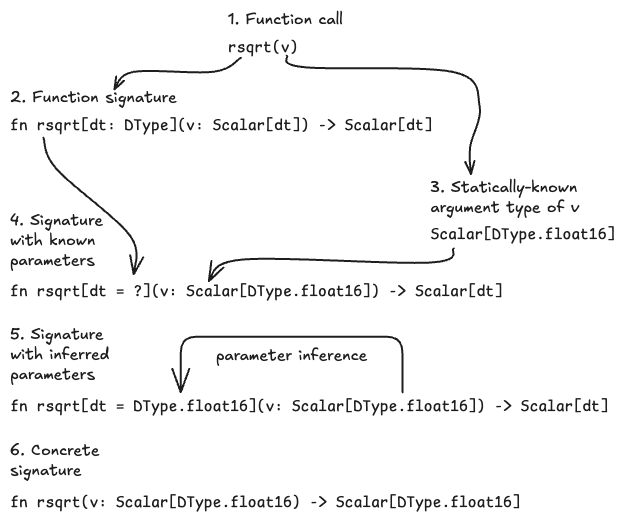 1. Function call
rsqrt(v)
2. Function signature
fn rsqrt[dt: DType](v: Scalar[dt]) -> Scalar[dt]
3. Statically-known
argument type of v
Scalar[DType.float16]
4. Signature
with known
parameters
fn rsqrt[dt = ?](v: Scalar[DType.float16]) -> Scalar[dt]
5. Signature
with inferred
parameters
parameter inference
fn rsqrt[dt = DType.float16](v: Scalar[DType.float16]) -> Scalar[dt]
6. Concrete
signature
fn rsqrt(v: Scalar[DType.float16) -> Scalar[DType.float16]